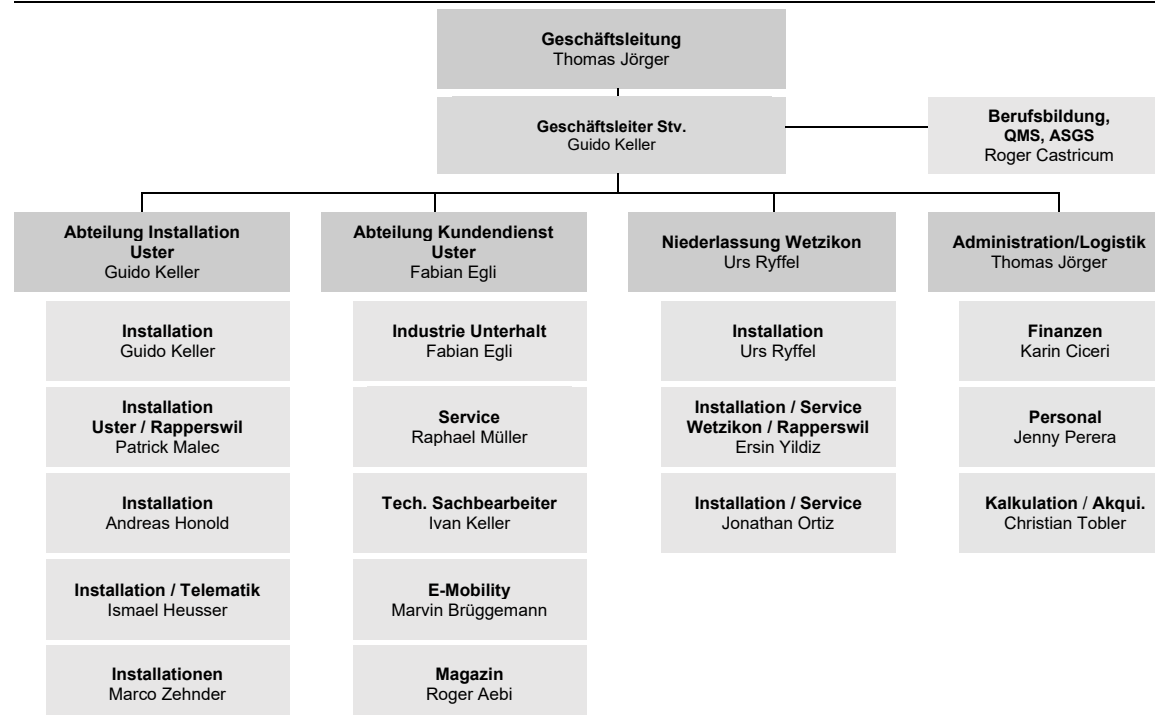 Geschäftsleitung
Thomas Jörger
Geschäftsleiter Stv.
Guido Keller
Berufsbildung,
QMS, ASGS
Roger Castricum
Abteilung Installation
Uster
Guido Keller
Installation
Guido Keller
Installation
Uster / Rapperswil
Patrick Malec
Installation
Andreas Honold
Installation / Telematik
Ismael Heusser
Installationen
Marco Zehnder
Abteilung Kundendienst
Uster
Fabian Egli
Industrie Unterhalt
Fabian Egli
Service
Raphael Müller
Tech. Sachbearbeiter
Ivan Keller
E-Mobility
Marvin Brüggemann
Magazin
Roger Aebi
Niederlassung Wetzikon
Urs Ryffel
Installation
Urs Ryffel
Installation / Service
Wetzikon / Rapperswil
Ersin Yildiz
Installation / Service
Jonathan Ortiz
Administration/Logistik
Thomas Jörger
Finanzen
Karin Ciceri
Personal
Jenny Perera
Kalkulation / Akqui.
Christian Tobler